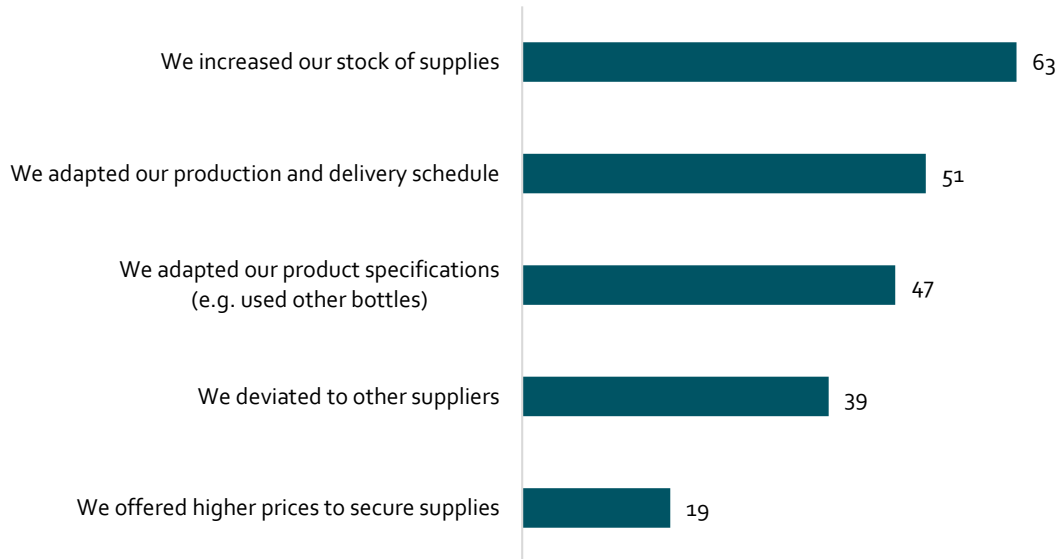 We increased our stock of supplies 63
We adapted our production and delivery schedule 51
We adapted our product specifications
(e.g. used other bottles) 47
We deviated to other suppliers 39
We offered higher prices to secure supplies 19